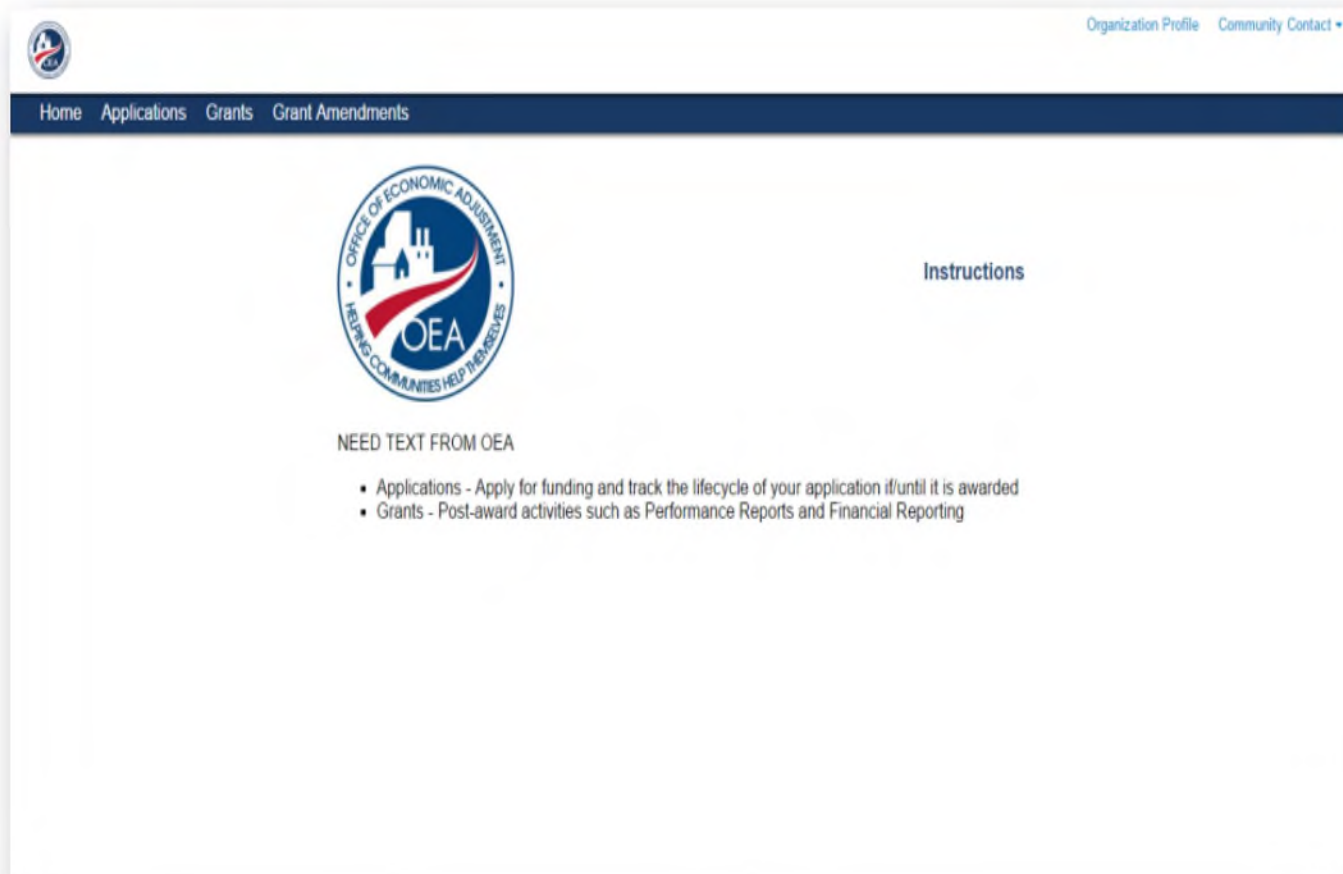 Organization Profile Community Contact
OEA
Home Applications Grants Grant Amendments
OFFICE OF ECONOMIC ADJUSTMENT
OEA
HELPING COMMUNITIES HELP THEMSELVES
Instructions
NEED TEXT FROM OEA
• Applications - Apply for funding and track the lifecycle of your application if/until it is awarded
• Grants - Post-award activities such as Performance Reports and Financial Reporting